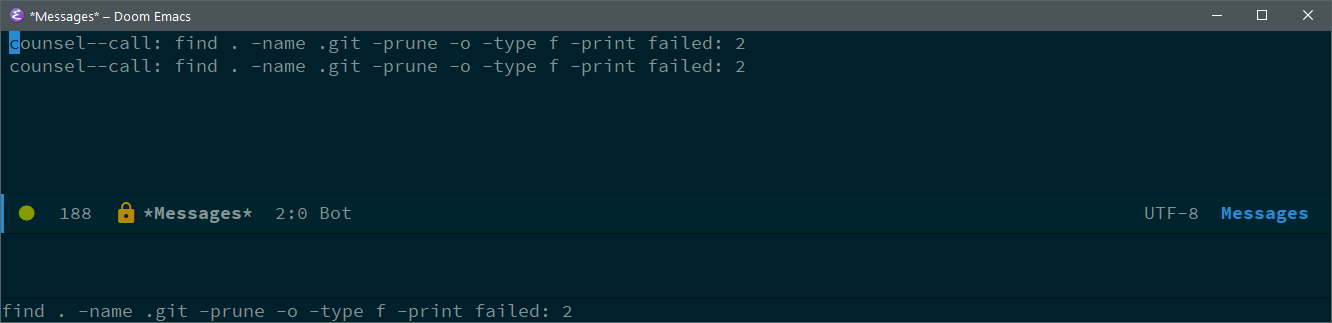 *Messages* – Doom Emacs
counsel--call: find . -name .git -prune -o -type f -print failed: 2
counsel--call: find . -name .git -prune -o -type f -print failed: 2
188 *Messages* 2:0 Bot UTF-8 Messages
find . -name .git -prune -o -type f -print failed: 2